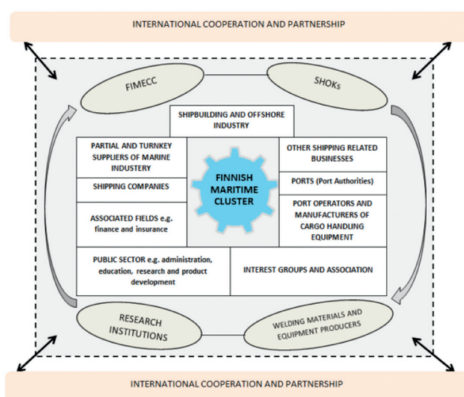 INTERNATIONAL COOPERATION AND PARTNERSHIP
FIMECC
SHOKs
SHIPBUILDING AND OFFSHORE
INDUSTRY
PARTIAL AND TURNKEY
SUPPLIERS OF MARINE
INDUSTERY
SHIPPING COMPANIES
ASSOCIATED FIELDS e.g.
finance and insurance
FINNISH
MARITIME
CLUSTER
OTHER SHIPPING RELATED
BUSINESSES
PORTS (Port Authorities)
PORT OPERATORS AND
MANUFACTURERS OF
CARGO HANDLING
EQUIPMENT
PUBLIC SECTOR e.g. administration,
education, research and product
development
INTEREST GROUPS AND ASSOCIATION
RESEARCH
INSTITUTIONS
WELDING MATERIALS AND
EQUIPMENT PRODUCERS
INTERNATIONAL COOPERATION AND PARTNERSHIP